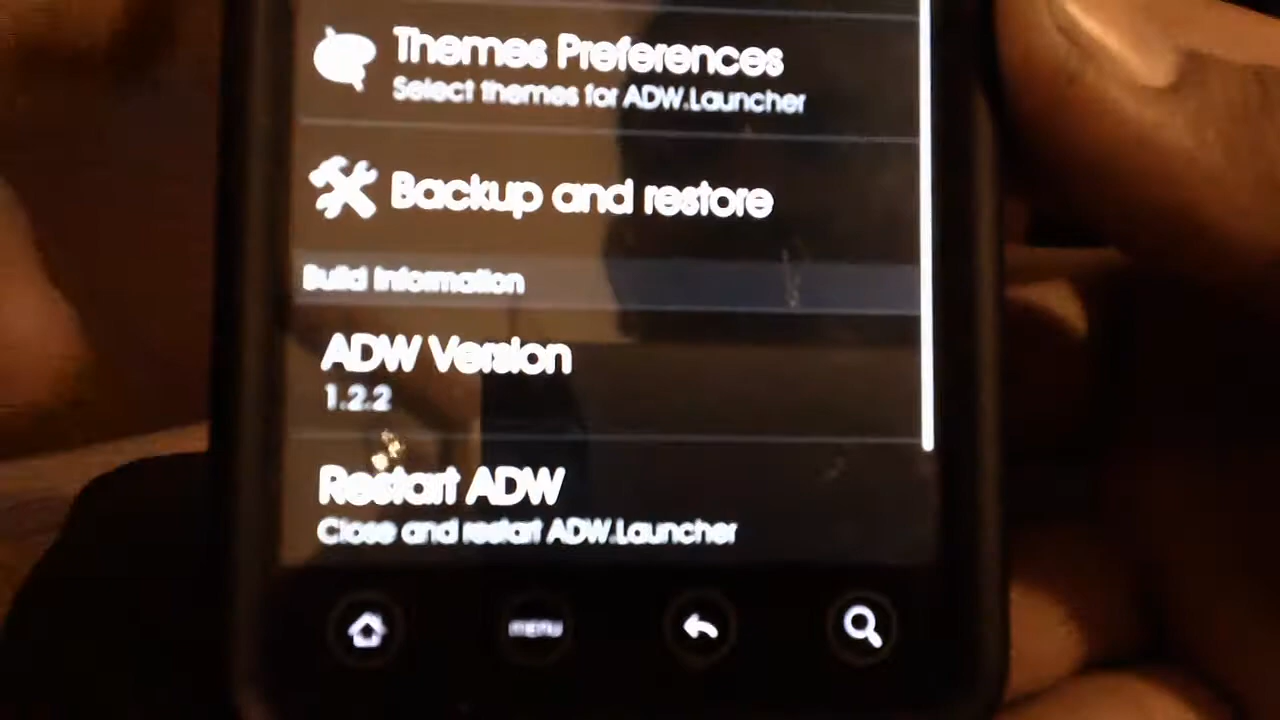 Themes Preferences
Select themes for ADW.Launcher
Backup and restore
Build Information
ADW Version
1.2.2
Restart ADW
Close and restart ADW.Launcher
menu